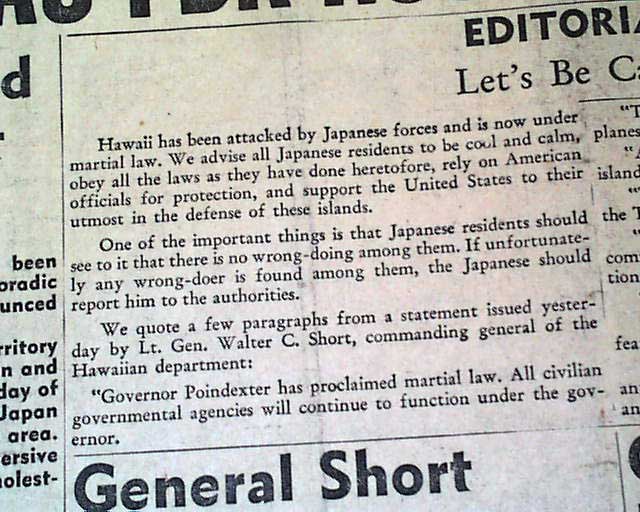 EDITORIA
Let's Be Ca
Hawaii has been attacked by Japanese forces and is now under
martial law. We advise all Japanese residents to be cool and calm,
obey all the laws as they have done heretofore, rely on American
officials for protection, and support the United States to their
utmost in the defense of these islands.
One of the important things is that Japanese residents should
see to it that there is no wrong-doing among them. If unfortunate-
ly any wrong-doer is found among them, the Japanese should
report him to the authorities.
We quote a few paragraphs from a statement issued yester-
day by Lt. Gen. Walter C. Short, commanding general of the
Hawaiian department:
"Governor Poindexter has proclaimed martial law. All civilian
governmental agencies will continue to function under the gov-
ernor.
General Short
d
been
oradic
unced
rritory
n and
day of
Japan
area.
ersive
olest-
"T
planes
"A
island
the T
com
tion
fea
an
an